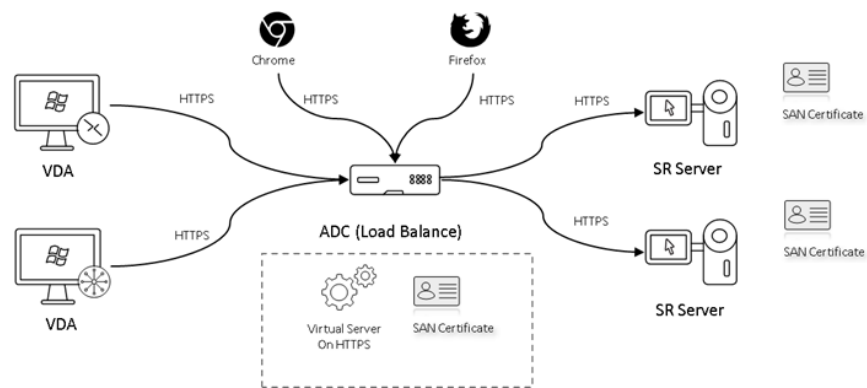 Chrome
Firefox
HTTPS
HTTPS
HTTPS
HTTPS
SAN Certificate
VDA
SR Server
SAN Certificate
HTTPS
ADC (Load Balance)
HTTPS
VDA
SR Server
Virtual Server
On HTTPS
SAN Certificate